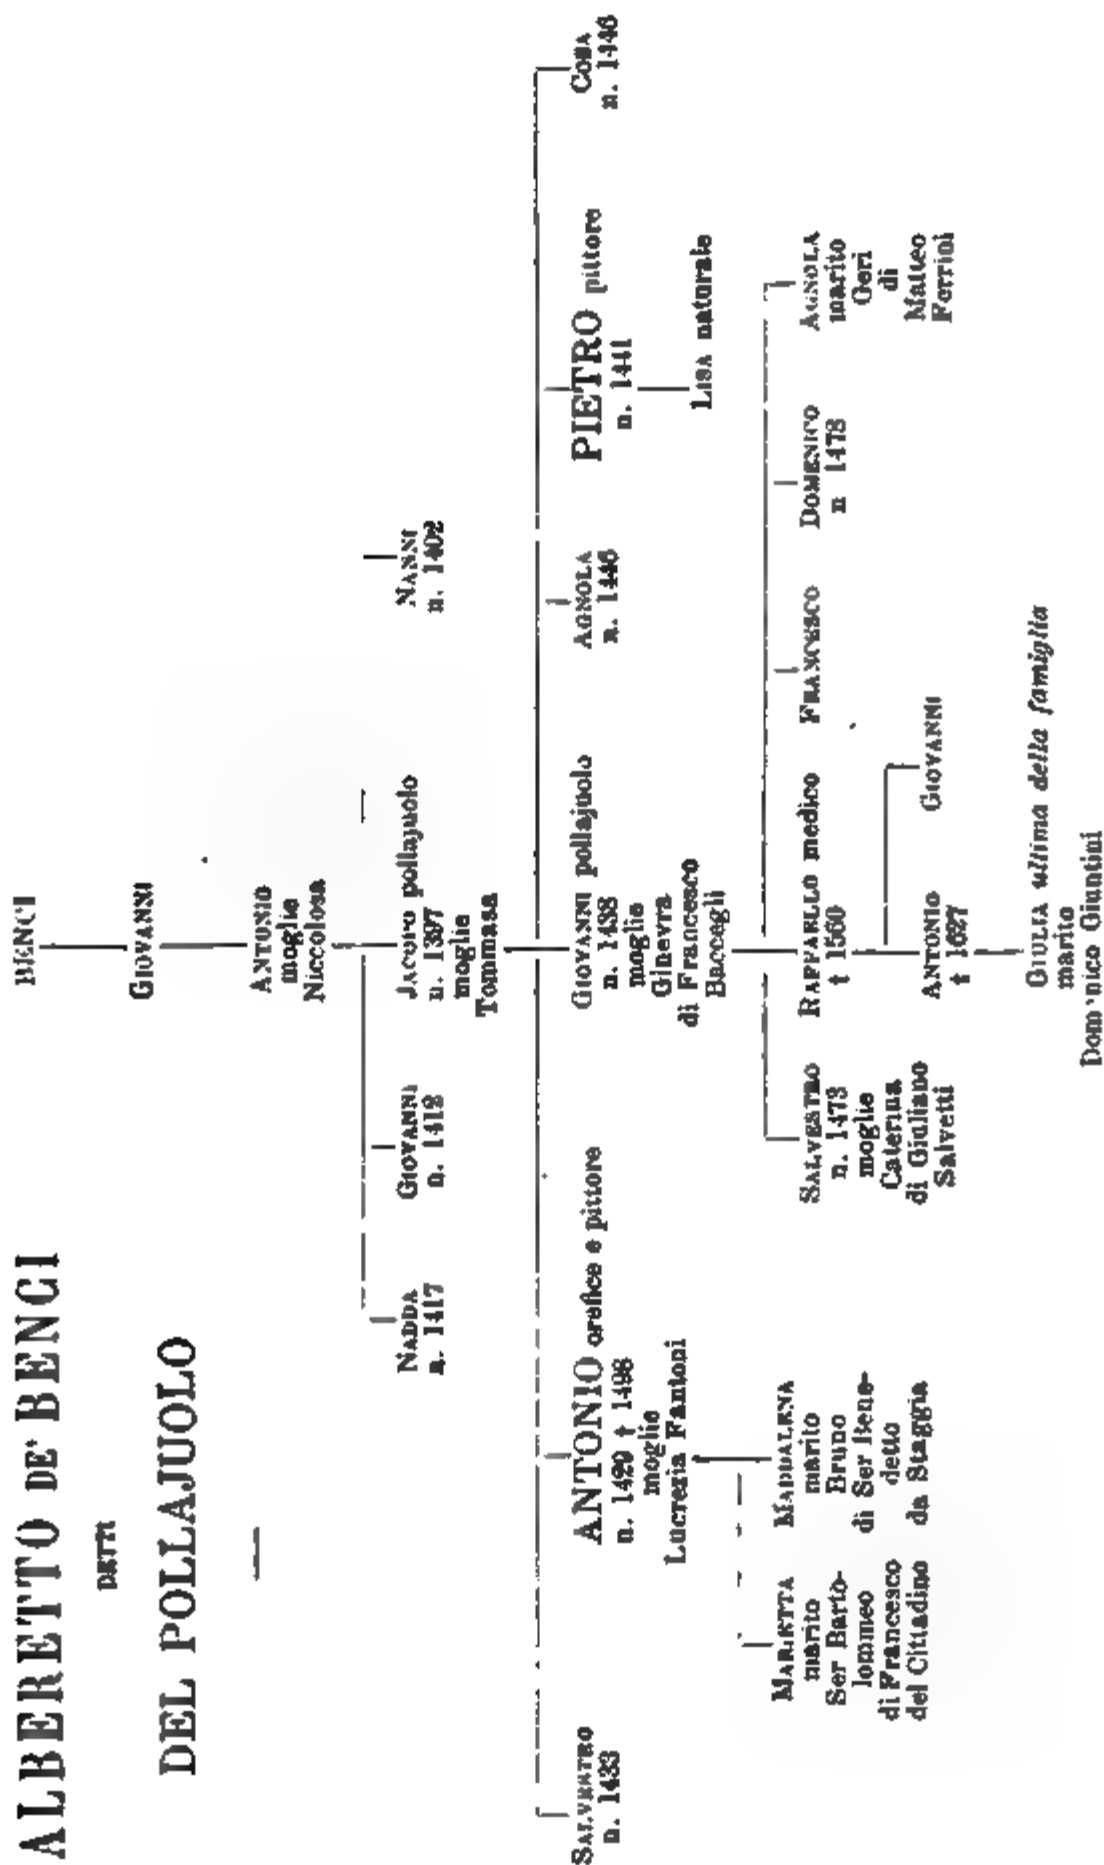 ALBERETTO DE' BENCI
DETTI
DEL POLLAJUOLO
BENCI
GIOVANNI
ANTONIO
moglie
Niccolosa
NADDA
n. 1417
GIOVANNI
n. 1412
JACOPO pollajuolo
n. 1397
moglie
Tommasa
NANNI
n. 1402
SALVESTRO
n. 1433
ANTONIO orefice e pittore
n. 1429 † 1498
moglie
Lucrezia Fantoni
GIOVANNI pollajuolo
n. 1438
moglie
Ginevra
di Francesco
Baccegli
AGNOLA
n. 1446
PIETRO pittore
n. 1441
COSA
n. 1446
LISA naturale
MARIETTA
marito
Ser Barto-
lommeo
di Francesco
del Cittadino
MADDALENA
marito
Bruno
di Ser Bene-
detto
da Staggia
SALVESTRO
n. 1473
moglie
Caterina
di Giuliano
Salvetti
RAFFAELLO medico
† 1560
FRANCESCO
DOMENICO
n 1478
AGNOLA
marito
Geri
di
Matteo
Ferrini
ANTONIO
† 1627
GIOVANNI
GIULIA ultima della famiglia
marito
Dom'nico Giuntini